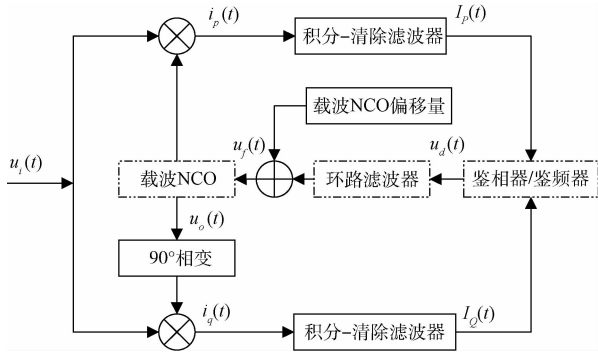 i_p(t)
I_P(t)
积分-清除滤波器
载波NCO偏移量
u_f(t)
u_d(t)
u_i(t)
载波NCO
环路滤波器
鉴相器/鉴频器
u_o(t)
90°相变
i_q(t)
I_Q(t)
积分-清除滤波器